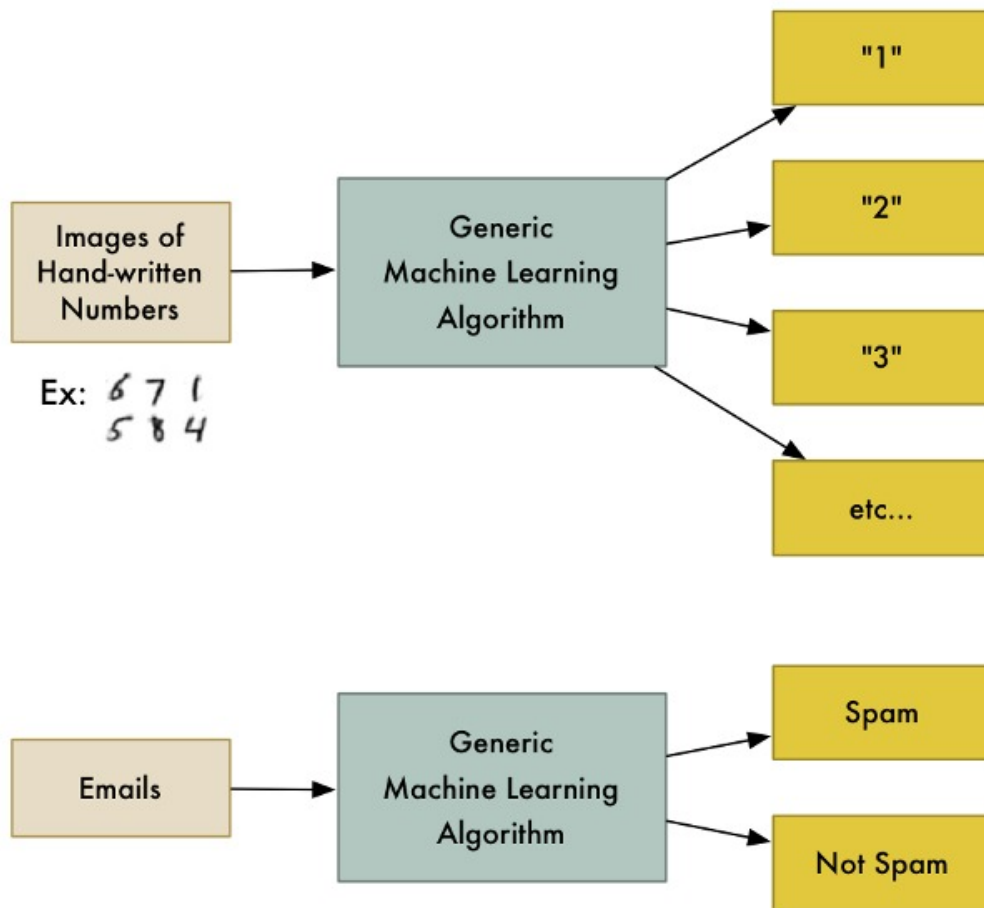 "1"
Images of
Hand-written
Numbers
Generic
Machine Learning
Algorithm
"2"
"3"
etc...
Ex: 6 7 1
5 8 4
Emails
Generic
Machine Learning
Algorithm
Spam
Not Spam